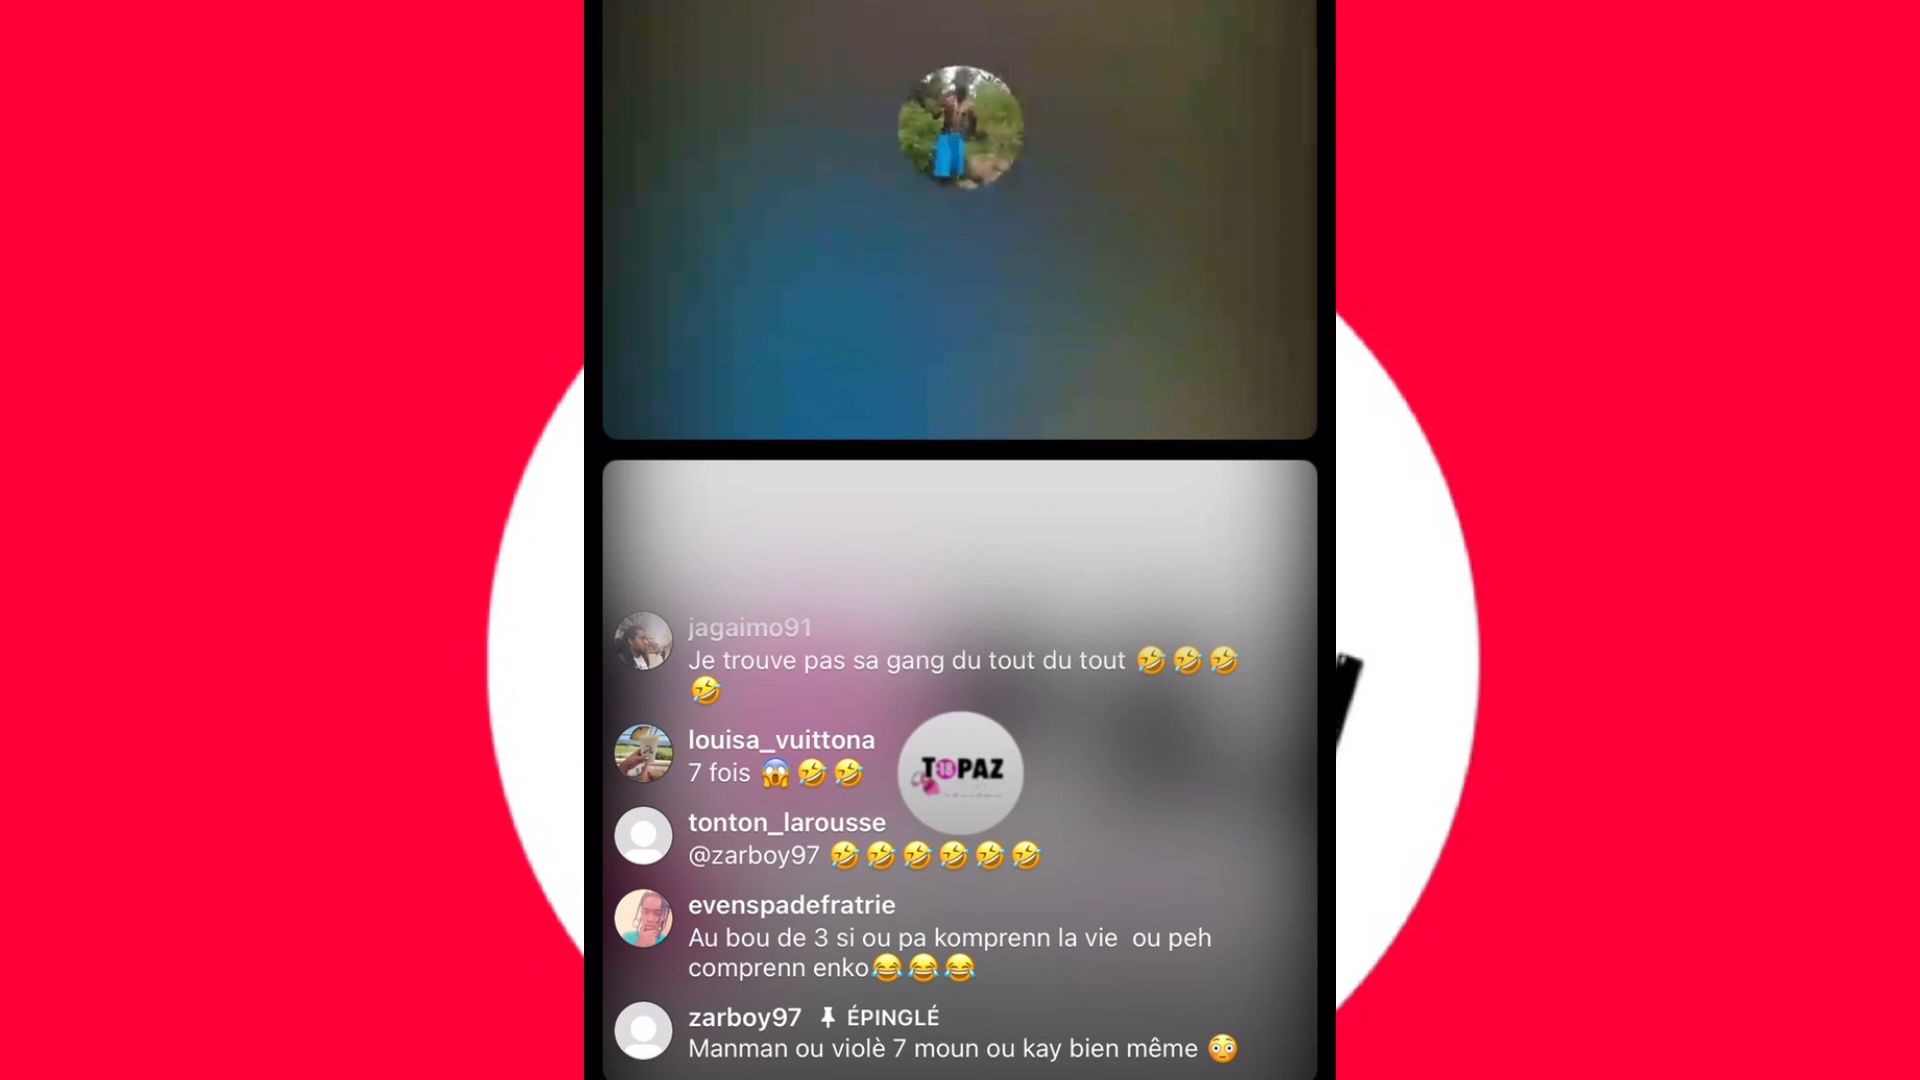 jagaimo91
Je trouve pas sa gang du tout du tout 🤣🤣🤣
🤣
louisa_vuittona
7 fois 😱🤣🤣
T-18PAZ
tonton_larousse
@zarboy97 🤣🤣🤣🤣🤣🤣
evenspadefratrie
Au bou de 3 si ou pa komprenn la vie  ou peh
comprenn enko😂😂😂
zarboy97 📌 ÉPINGLÉ
Manman ou violè 7 moun ou kay bien même 😳